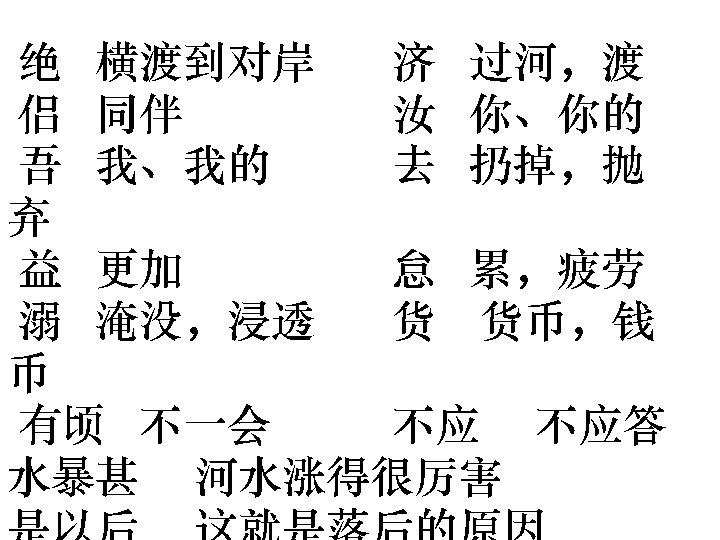 绝 横渡到对岸 济 过河，渡
侣 同伴 汝 你、你的
吾 我、我的 去 扔掉，抛
弃
益 更加 怠 累，疲劳
溺 淹没，浸透 货 货币，钱
币
有顷 不一会 不应 不应答
水暴甚 河水涨得很厉害
是以后 这就是落后的原因